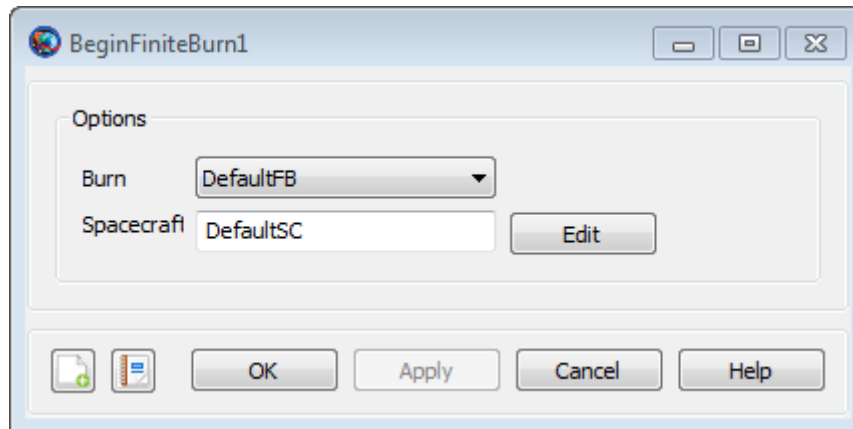 BeginFiniteBurn1
Options
Burn DefaultFB
Spacecraft DefaultSC Edit
OK Apply Cancel Help